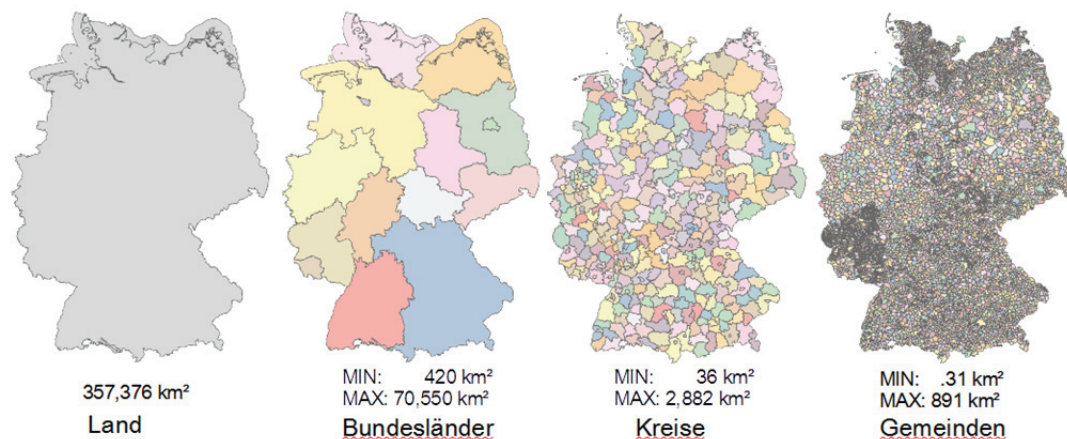 357,376 km²
Land
MIN: 420 km²
MAX: 70,550 km²
Bundesländer
MIN: 36 km²
MAX: 2,882 km²
Kreise
MIN: .31 km²
MAX: 891 km²
Gemeinden